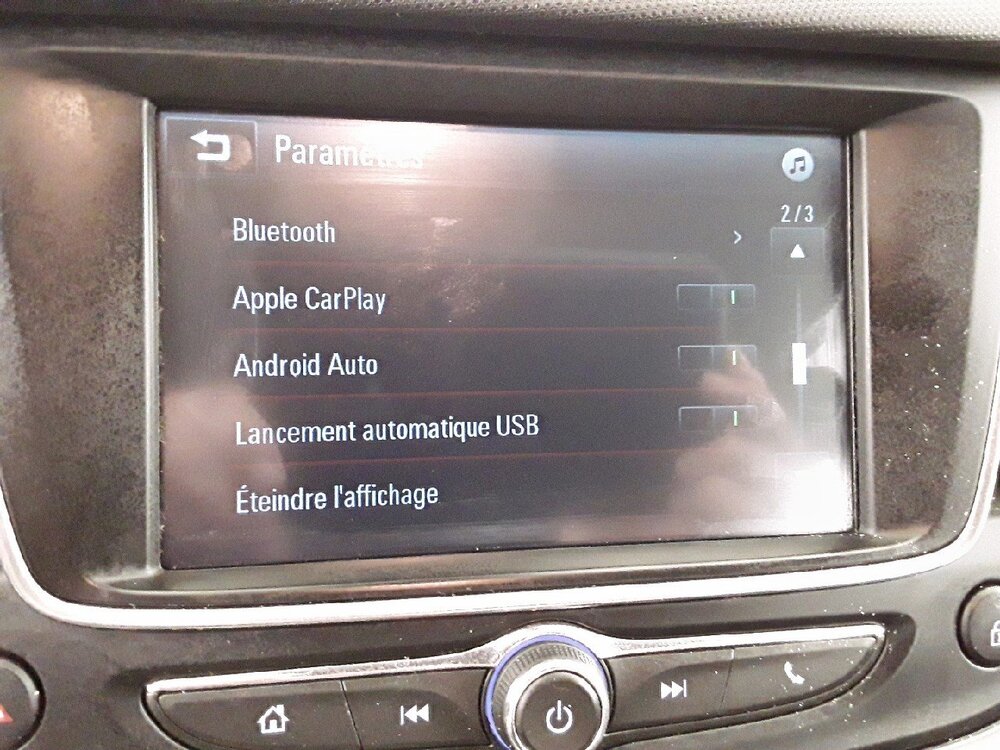 Paramètres
2/3
Bluetooth
Apple CarPlay
Android Auto
Lancement automatique USB
Éteindre l'affichage